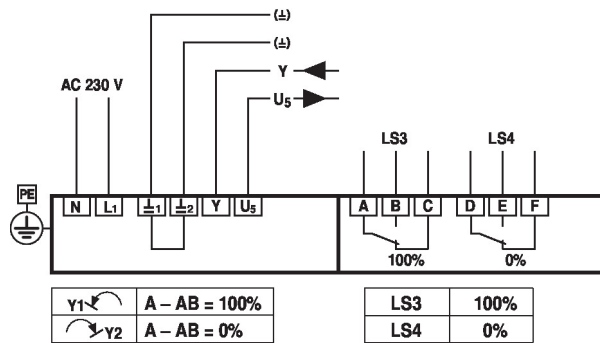 (⊥)
(⊥)
Y
U5
AC 230 V
LS3 LS4
PE
N L1 ⊥1 ⊥2 Y U5 A B C D E F
100% 0%
Y1 A – AB = 100%
Y2 A – AB = 0%
LS3 100%
LS4 0%